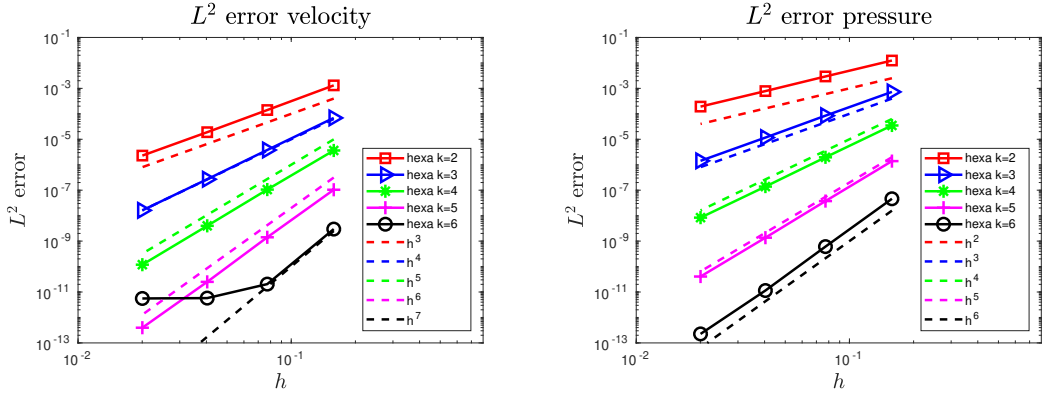 L² error velocity
10⁻¹
10⁻³
10⁻⁵
10⁻⁷
10⁻⁹
10⁻¹¹
10⁻¹³
L² error
10⁻²
10⁻¹
h
hexa k=2
hexa k=3
hexa k=4
hexa k=5
hexa k=6
h³
h⁴
h⁵
h⁶
h⁷
L² error pressure
10⁻¹
10⁻³
10⁻⁵
10⁻⁷
10⁻⁹
10⁻¹¹
10⁻¹³
L² error
10⁻²
10⁻¹
h
hexa k=2
hexa k=3
hexa k=4
hexa k=5
hexa k=6
h²
h³
h⁴
h⁵
h⁶